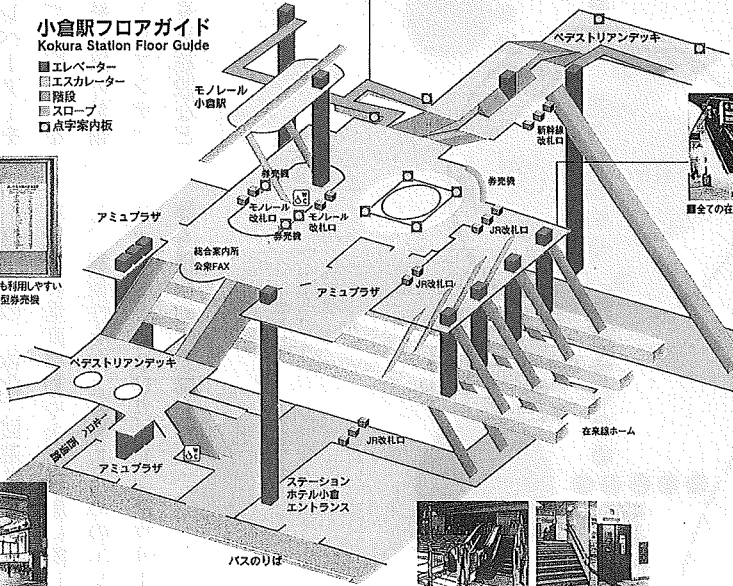 小倉駅フロアガイド
Kokura Station Floor Guide
エレベーター
エスカレーター
階段
スロープ
点字案内板
モノレール
小倉駅
ペデストリアンデッキ
新幹線
改札口
券売機
券売機
モノレール
改札口
モノレール
改札口
券売機
JR改札口
アミュプラザ
総合案内所
公衆FAX
アミュプラザ
JR改札口
も利用しやすい
型券売機
全ての在
ペデストリアンデッキ
アミュプラザ
JR改札口
在来線ホーム
ステーション
ホテル小倉
エントランス
バスのりば